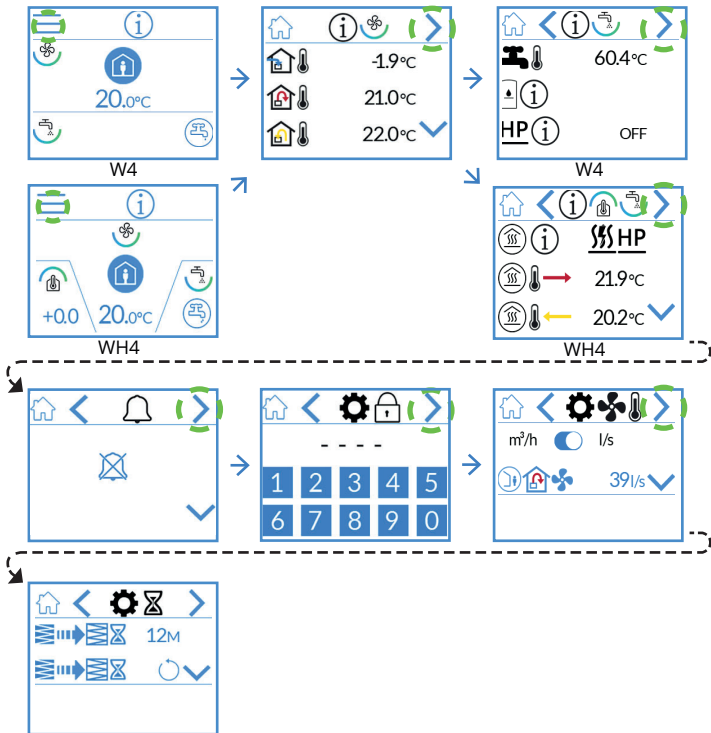 i
20.0°C
W4
i
-1.9°C
21.0°C
22.0°C
i
60.4°C
i
HP i
OFF
W4
i
+0.0
20.0°C
WH4
i
i
HP
21.9°C
20.2°C
WH4
- - - -
1 2 3 4 5
6 7 8 9 0
m³/h
l/s
39 l/s
12M